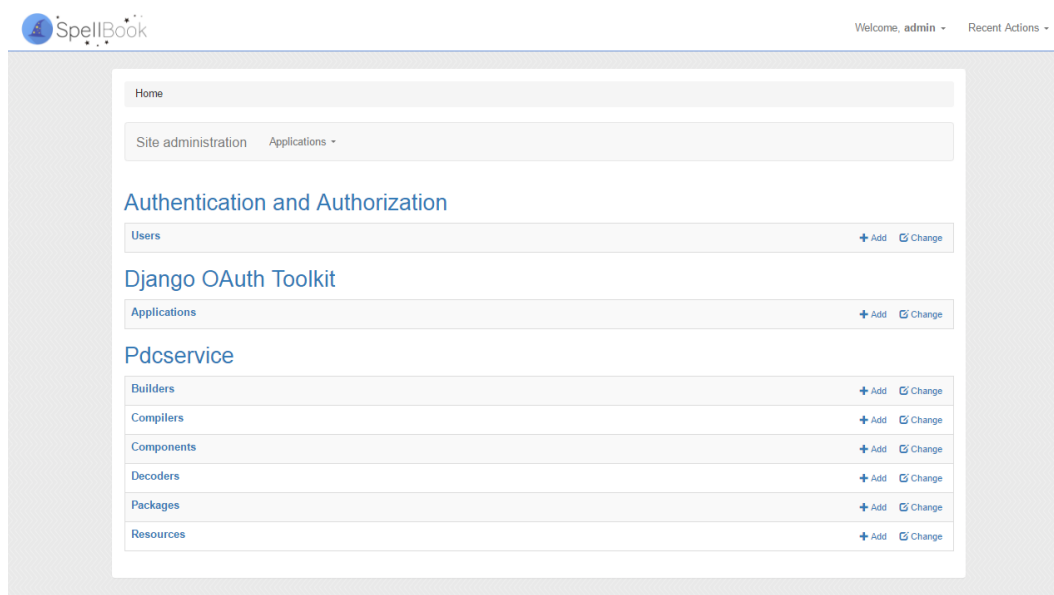 SpellBook
Welcome, admin Recent Actions
Home
Site administration Applications
Authentication and Authorization
Users Add Change
Django OAuth Toolkit
Applications Add Change
Pdcservice
Builders Add Change
Compilers Add Change
Components Add Change
Decoders Add Change
Packages Add Change
Resources Add Change